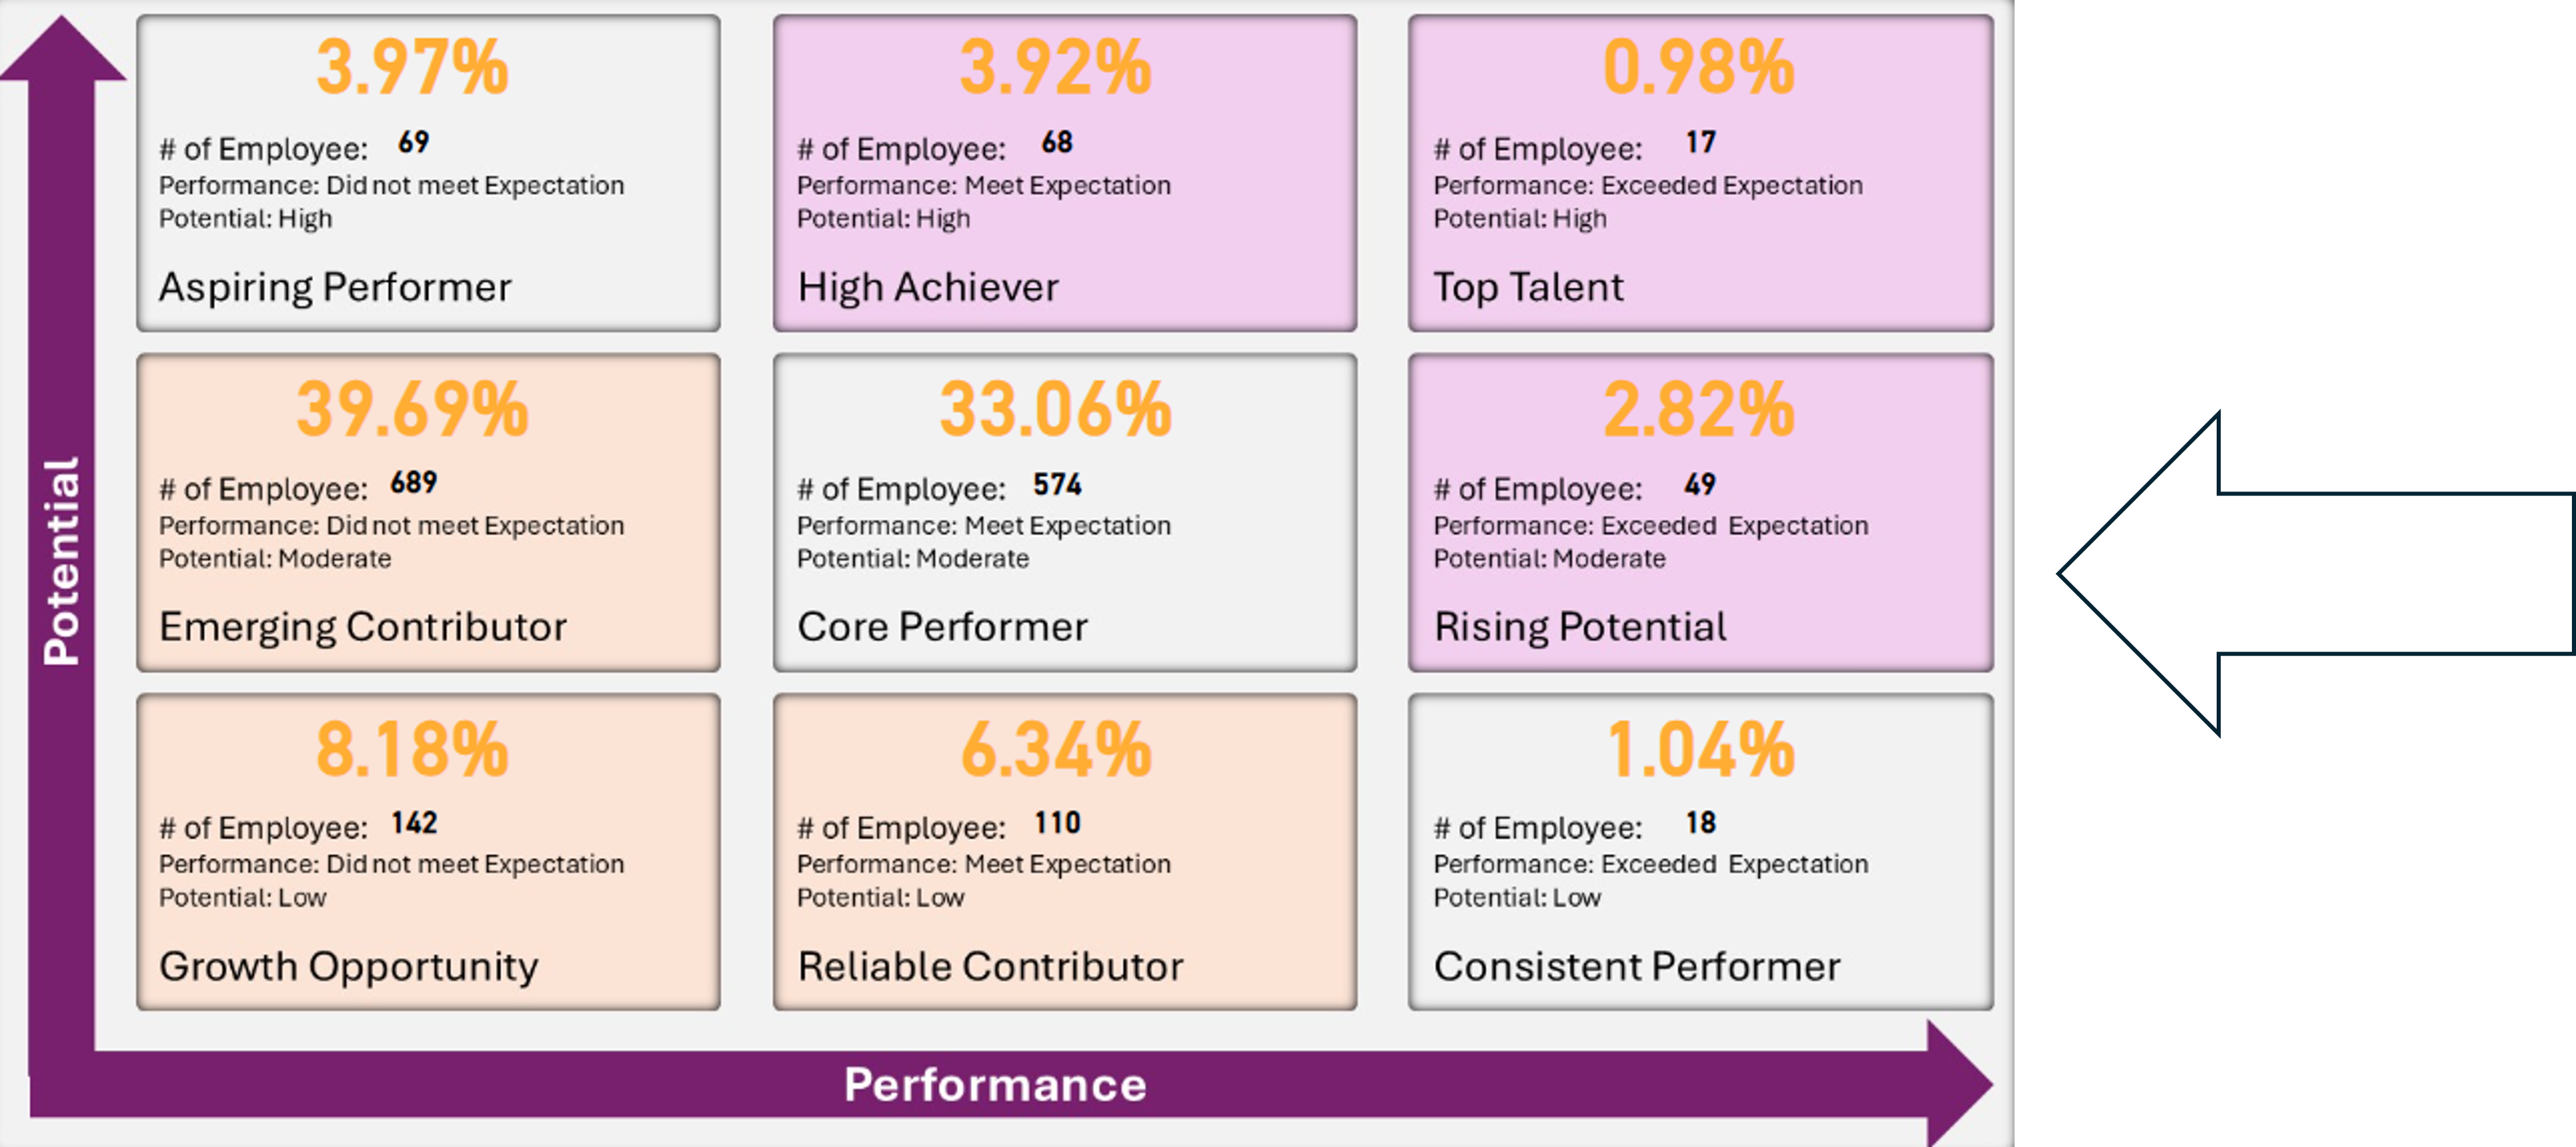 3.97%
# of Employee: 69
Performance: Did not meet Expectation
Potential: High
Aspiring Performer
3.92%
# of Employee: 68
Performance: Meet Expectation
Potential: High
High Achiever
0.98%
# of Employee: 17
Performance: Exceeded Expectation
Potential: High
Top Talent
39.69%
# of Employee: 689
Performance: Did not meet Expectation
Potential: Moderate
Emerging Contributor
33.06%
# of Employee: 574
Performance: Meet Expectation
Potential: Moderate
Core Performer
2.82%
# of Employee: 49
Performance: Exceeded Expectation
Potential: Moderate
Rising Potential
8.18%
# of Employee: 142
Performance: Did not meet Expectation
Potential: Low
Growth Opportunity
6.34%
# of Employee: 110
Performance: Meet Expectation
Potential: Low
Reliable Contributor
1.04%
# of Employee: 18
Performance: Exceeded Expectation
Potential: Low
Consistent Performer
Potential
Performance